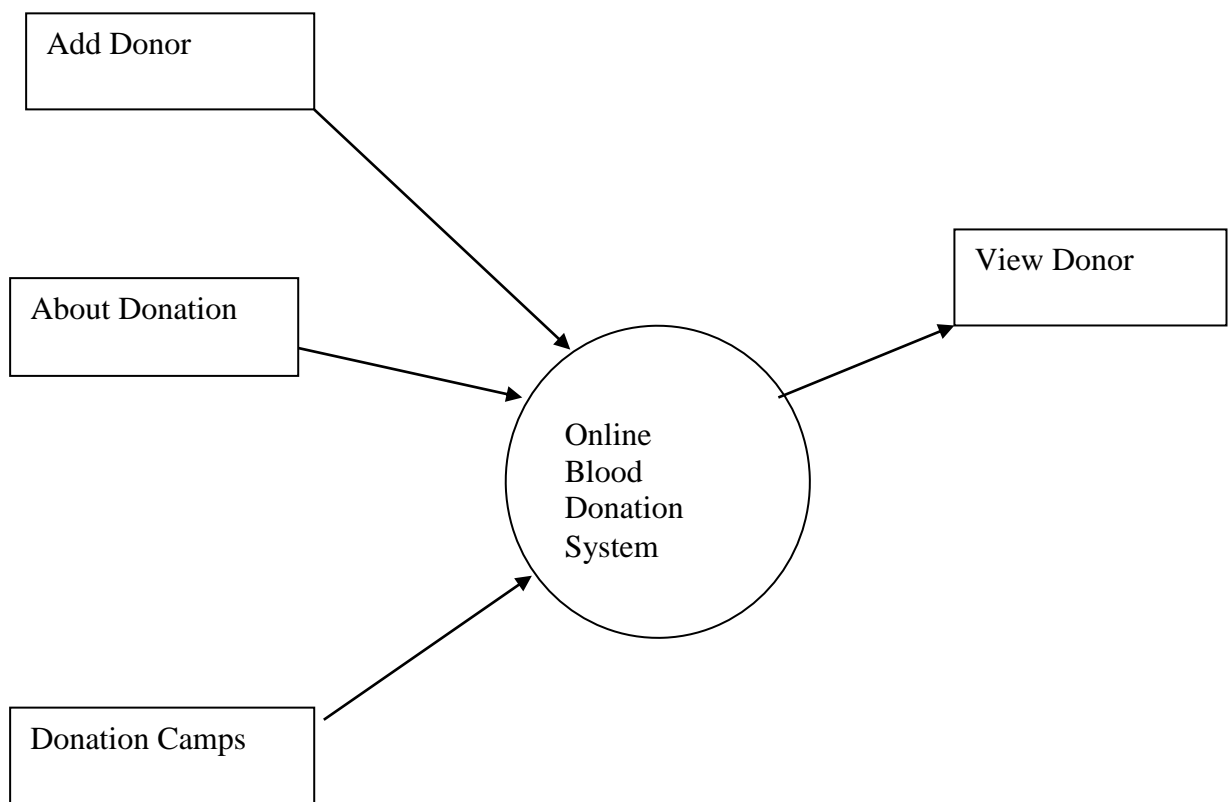 Add Donor
View Donor
About Donation
Online
Blood
Donation
System
Donation Camps